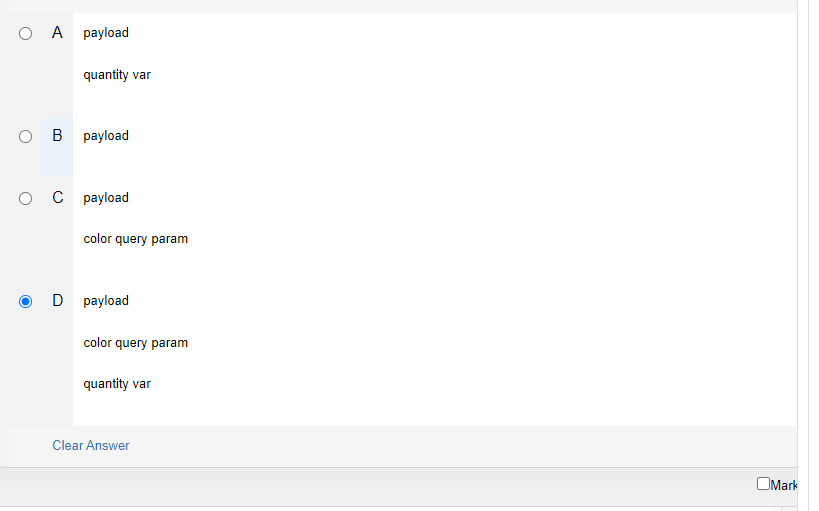 A payload
quantity var
B payload
C payload
color query param
D payload
color query param
quantity var
Clear Answer
Mark